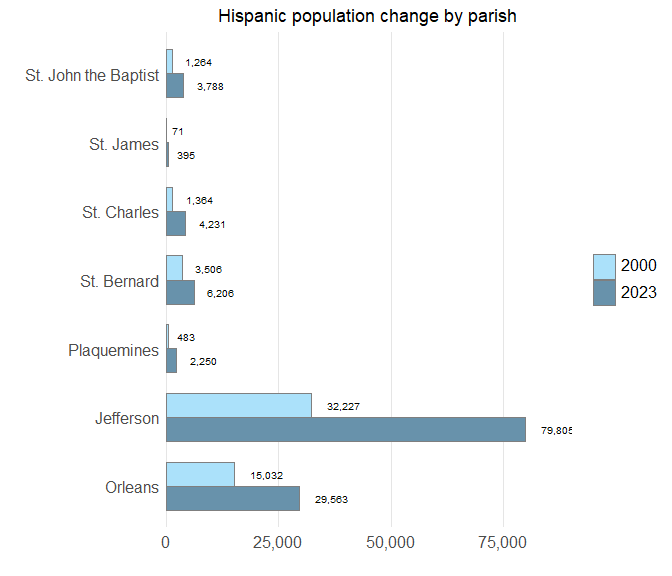 Hispanic population change by parish
St. John the Baptist
1,264
3,788
St. James
71
395
St. Charles
1,364
4,231
St. Bernard
3,506
6,206
2000
2023
Plaquemines
483
2,250
Jefferson
32,227
Orleans
15,032
29,563
0
25,000
50,000
75,000